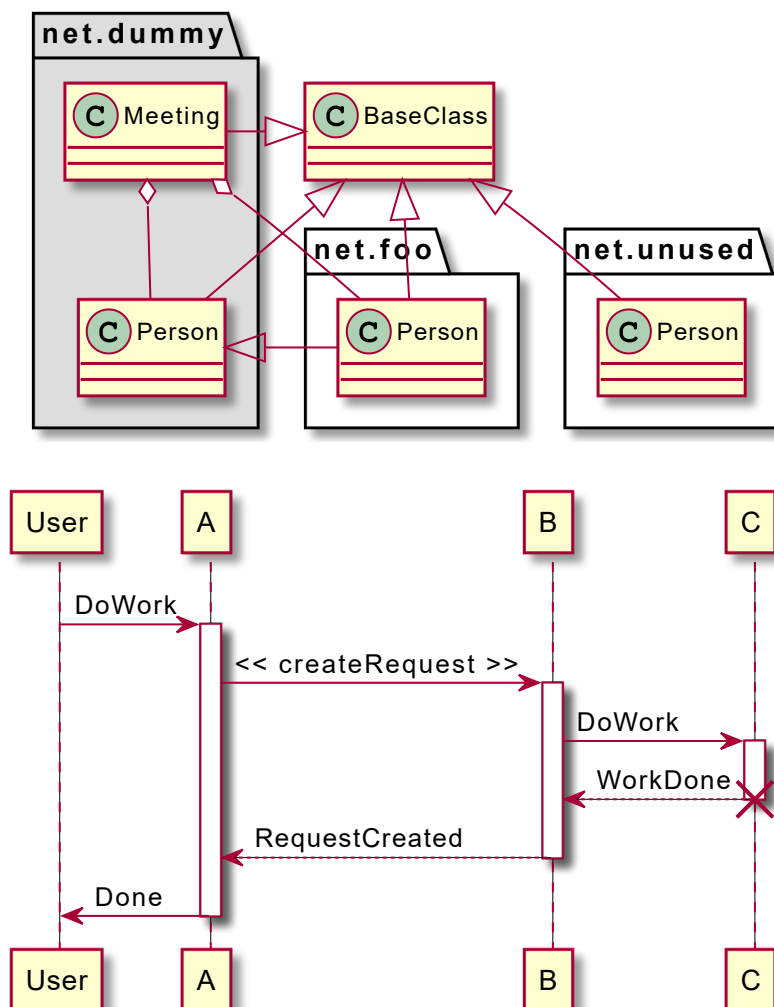 net.dummy
C Meeting
C BaseClass
net.foo
net.unused
C Person
C Person
C Person
User
A
B
C
DoWork
<< createRequest >>
DoWork
WorkDone
RequestCreated
Done
User
A
B
C